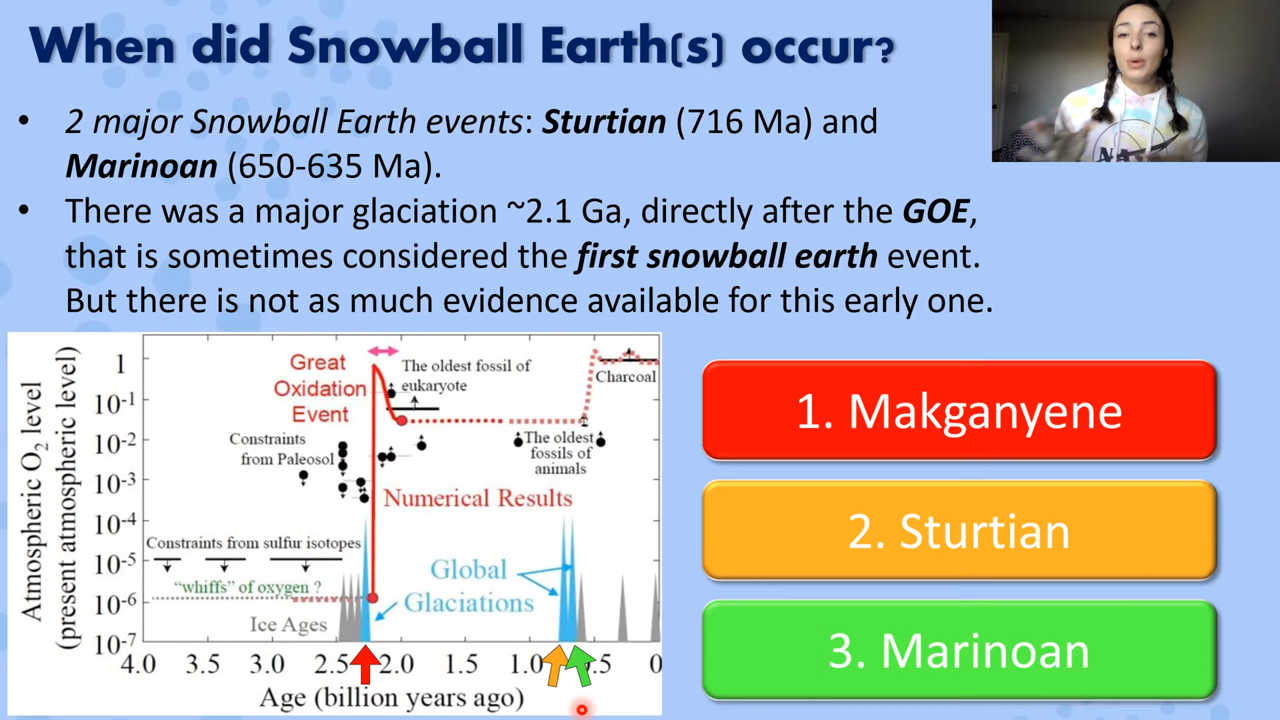 When did Snowball Earth(s) occur?
• 2 major Snowball Earth events: Sturtian (716 Ma) and
Marinoan (650-635 Ma).
• There was a major glaciation ~2.1 Ga, directly after the GOE,
that is sometimes considered the first snowball earth event.
But there is not as much evidence available for this early one.
Atmospheric O2 level
(present atmospheric level)
1
10-1
10-2
10-3
10-4
10-5
10-6
10-7
Great
Oxidation
Event
The oldest fossil of
eukaryote
Charcoal
Constraints
from Paleosol
The oldest
fossils of
animals
Numerical Results
Constraints from sulfur isotopes
"whiffs" of oxygen ?
Global
Glaciations
Ice Ages
4.0 3.5 3.0 2.5 2.0 1.5 1.0 .5 0
Age (billion years ago)
1. Makganyene
2. Sturtian
3. Marinoan